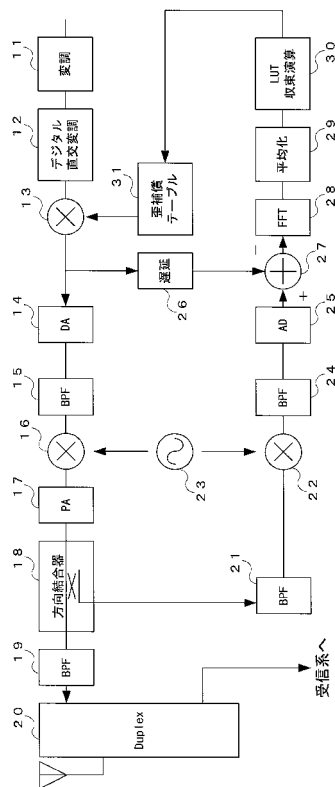 11
変調
12
デジタル
直交変調
13
14
DA
15
BPF
16
17
PA
18
方向結合器
19
BPF
20
Duplex
受信系へ
21
BPF
22
23
24
BPF
25
AD
+
27
-
26
遅延
28
FFT
29
平均化
30
LUT
収束演算
31
歪補償
テーブル